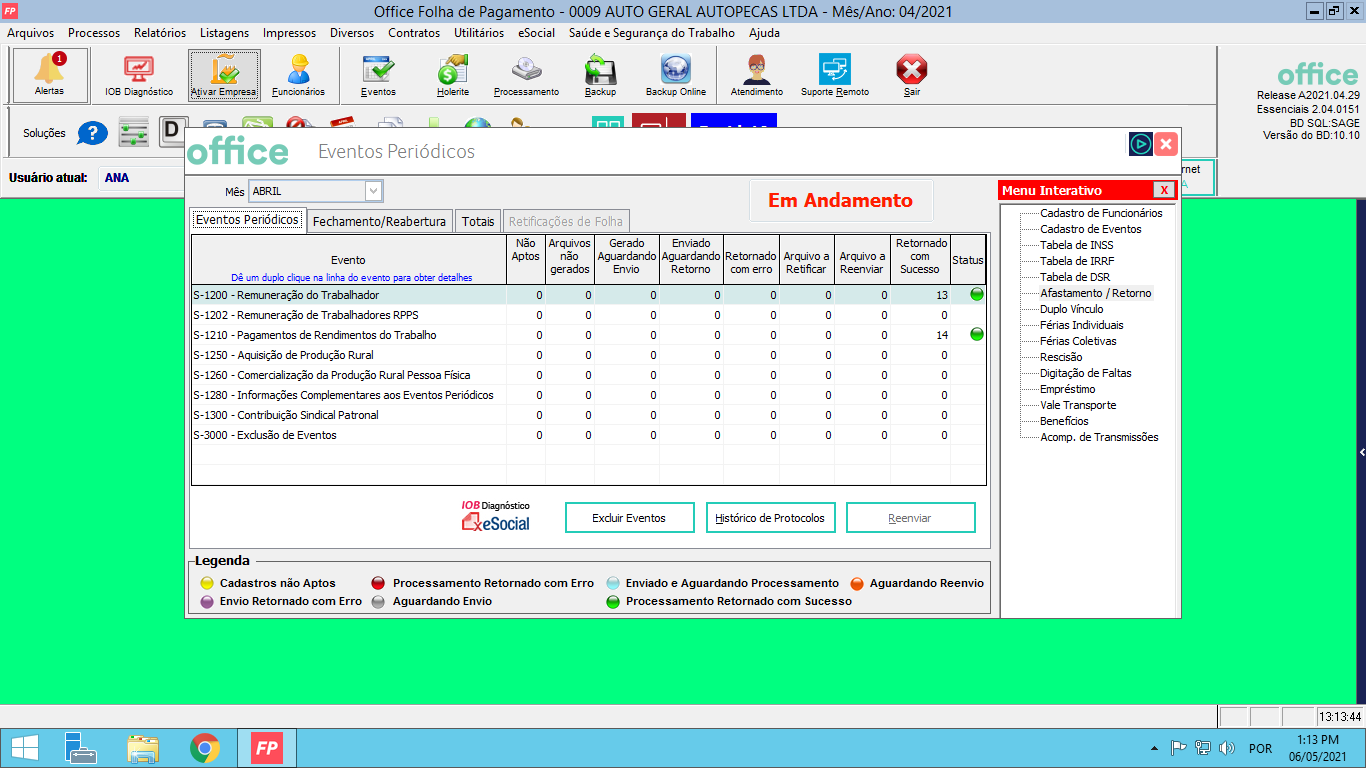 FP Office Folha de Pagamento - 0009 AUTO GERAL AUTOPECAS LTDA - Mês/Ano: 04/2021
Arquivos Processos Relatórios Listagens Impressos Diversos Contratos Utilitários eSocial Saúde e Segurança do Trabalho Ajuda
1
Alertas IOB Diagnóstico Ativar Empresa Funcionários Eventos Holerite Processamento Backup Backup Online Atendimento Suporte Remoto Sair
office
Release A2021.04.29
Essenciais 2.04.0151
BD SQL:SAGE
Versão do BD:10.10
Soluções ? D
Usuário atual: ANA
office Eventos Periódicos
Mês ABRIL
Em Andamento
Eventos Periódicos Fechamento/Reabertura Totais Retificações de Folha
Evento
Dê um duplo clique na linha do evento para obter detalhes
Não Aptos
Arquivos não gerados
Gerado Aguardando Envio
Enviado Aguardando Retorno
Retornado com erro
Arquivo a Retificar
Arquivo a Reenviar
Retornado com Sucesso
Status
S-1200 - Remuneração do Trabalhador 0 0 0 0 0 0 0 13
S-1202 - Remuneração de Trabalhadores RPPS 0 0 0 0 0 0 0 0
S-1210 - Pagamentos de Rendimentos do Trabalho 0 0 0 0 0 0 0 14
S-1250 - Aquisição de Produção Rural 0 0 0 0 0 0 0 0
S-1260 - Comercialização da Produção Rural Pessoa Física 0 0 0 0 0 0 0 0
S-1280 - Informações Complementares aos Eventos Periódicos 0 0 0 0 0 0 0 0
S-1300 - Contribuição Sindical Patronal 0 0 0 0 0 0 0 0
S-3000 - Exclusão de Eventos 0 0 0 0 0 0 0 0
IOB Diagnóstico
eSocial
Excluir Eventos Histórico de Protocolos Reenviar
Legenda
Cadastros não Aptos Processamento Retornado com Erro Enviado e Aguardando Processamento Aguardando Reenvio
Envio Retornado com Erro Aguardando Envio Processamento Retornado com Sucesso
Menu Interativo X
Cadastro de Funcionários
Cadastro de Eventos
Tabela de INSS
Tabela de IRRF
Tabela de DSR
Afastamento / Retorno
Duplo Vínculo
Férias Individuais
Férias Coletivas
Rescisão
Digitação de Faltas
Empréstimo
Vale Transporte
Benefícios
Acomp. de Transmissões
13:13:44
FP
POR
1:13 PM
06/05/2021